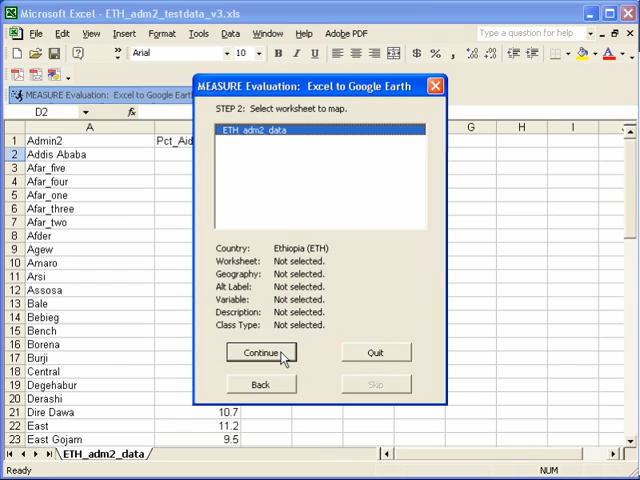 Microsoft Excel - ETH_adm2_testdata_v3.xls
File Edit View Insert Format Tools Data Window Help Adobe PDF
Type a question for help
Arial 10 B I U $ %
MEASURE Evaluation: Excel to Google Earth
D2 fx
A G H I
1 Admin2 Pct_Aid
2 Addis Ababa
3 Afar_five
4 Afar_four
5 Afar_one
6 Afar_three
7 Afar_two
8 Afder
9 Agew
10 Amaro
11 Arsi
12 Assosa
13 Bale
14 Bebieg
15 Bench
16 Borena
17 Burji
18 Central
19 Degehabur
20 Derashi
21 Dire Dawa 10.7
22 East 11.2
23 East Gojam 9.5
ETH_adm2_data
Ready NUM
MEASURE Evaluation: Excel to Google Earth
STEP 2: Select worksheet to map.
ETH_adm2_data
Country: Ethiopia (ETH)
Worksheet: Not selected.
Geography: Not selected.
Alt Label: Not selected.
Variable: Not selected.
Description: Not selected.
Class Type: Not selected.
Continue Quit
Back Skip